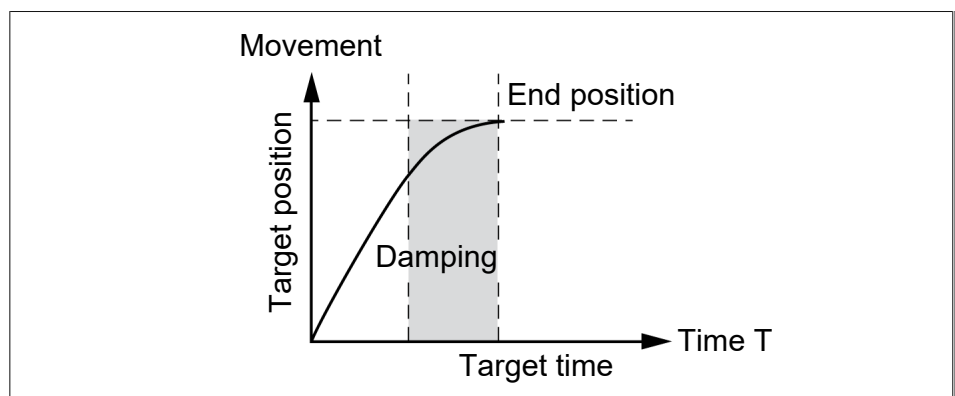 Movement
End position
Target position
Damping
Time T
Target time